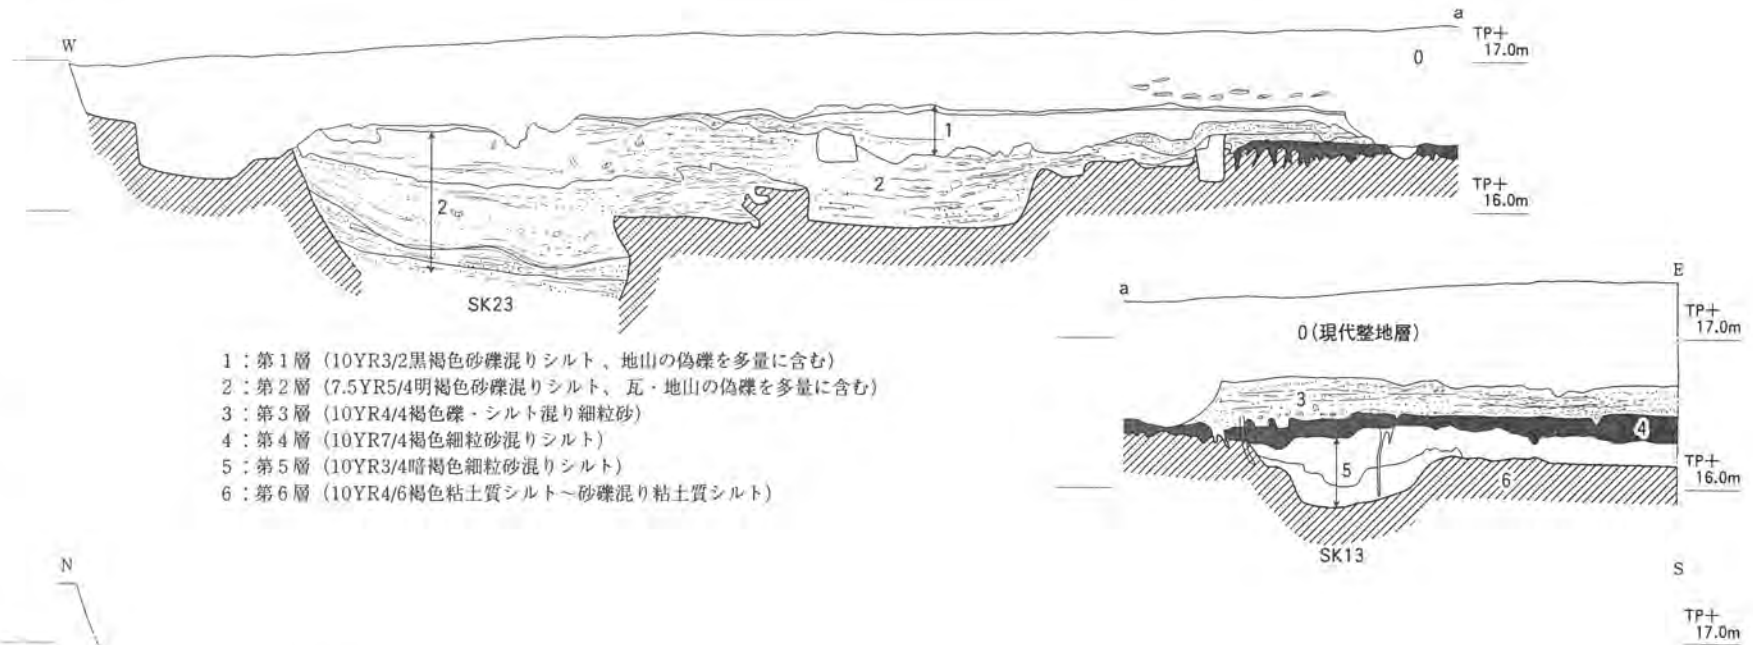 W
a
TP+
17.0m
0
1
2
2
TP+
16.0m
SK23
E
a
TP+
17.0m
0(現代整地層)
1:第1層(10YR3/2黒褐色砂礫混りシルト、地山の偽礫を多量に含む)
2:第2層(7.5YR5/4明褐色砂礫混りシルト、瓦・地山の偽礫を多量に含む)
3:第3層(10YR4/4褐色礫・シルト混り細粒砂)
4:第4層(10YR7/4褐色細粒砂混りシルト)
5:第5層(10YR3/4暗褐色細粒砂混りシルト)
6:第6層(10YR4/6褐色粘土質シルト~砂礫混り粘土質シルト)
3
4
5
6
TP+
16.0m
SK13
N
S
TP+
17.0m